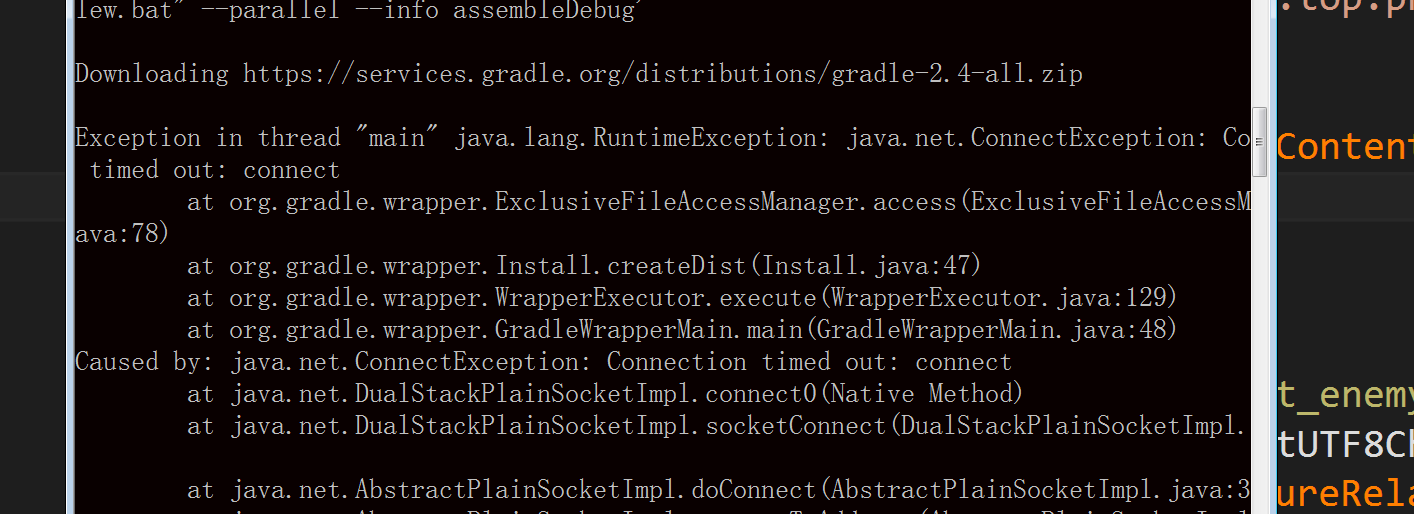 lew.bat" --parallel --info assembleDebug'
Downloading https://services.gradle.org/distributions/gradle-2.4-all.zip
Exception in thread "main" java.lang.RuntimeException: java.net.ConnectException: Co
timed out: connect
at org.gradle.wrapper.ExclusiveFileAccessManager.access(ExclusiveFileAccessM
ava:78)
at org.gradle.wrapper.Install.createDist(Install.java:47)
at org.gradle.wrapper.WrapperExecutor.execute(WrapperExecutor.java:129)
at org.gradle.wrapper.GradleWrapperMain.main(GradleWrapperMain.java:48)
Caused by: java.net.ConnectException: Connection timed out: connect
at java.net.DualStackPlainSocketImpl.connect0(Native Method)
at java.net.DualStackPlainSocketImpl.socketConnect(DualStackPlainSocketImpl.
at java.net.AbstractPlainSocketImpl.doConnect(AbstractPlainSocketImpl.java:3
.top.p
Content
t_enemy
tUTF8C
ureRela